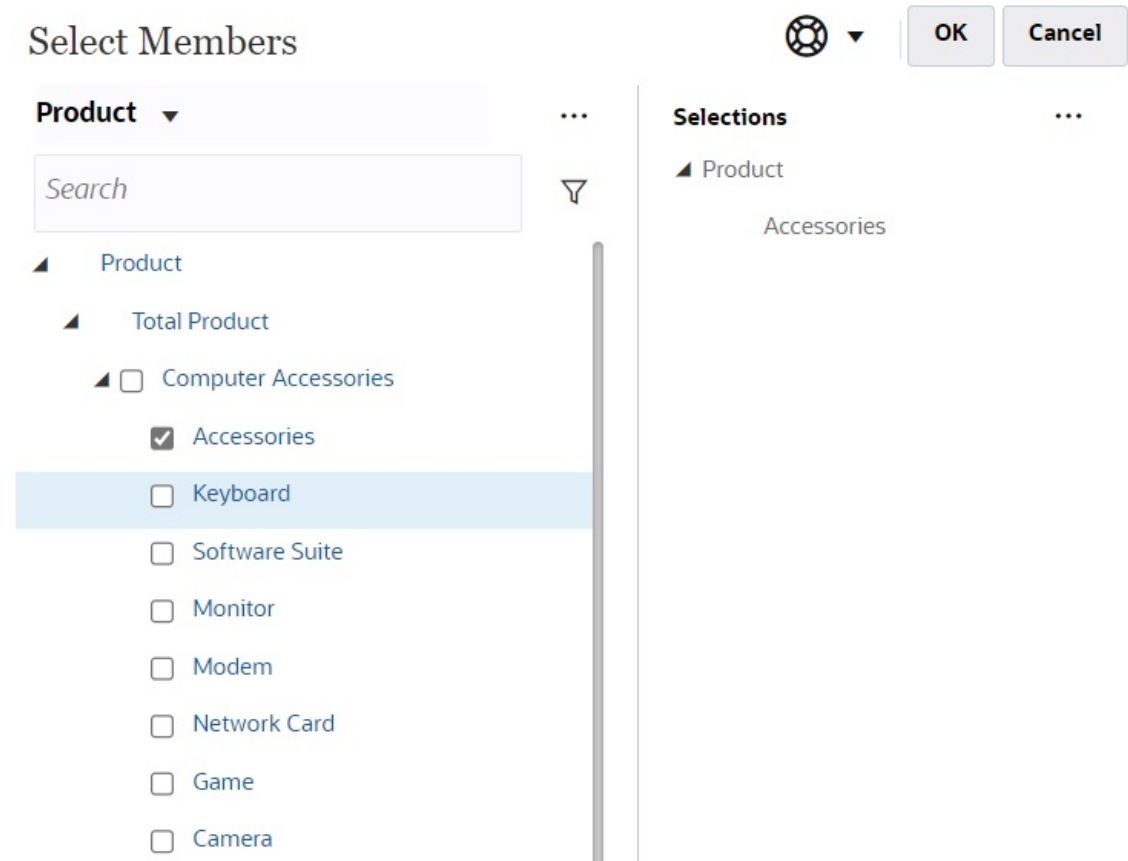 Select Members
OK
Cancel
Product
Search
Product
Total Product
Computer Accessories
Accessories
Keyboard
Software Suite
Monitor
Modem
Network Card
Game
Camera
Selections
Product
Accessories